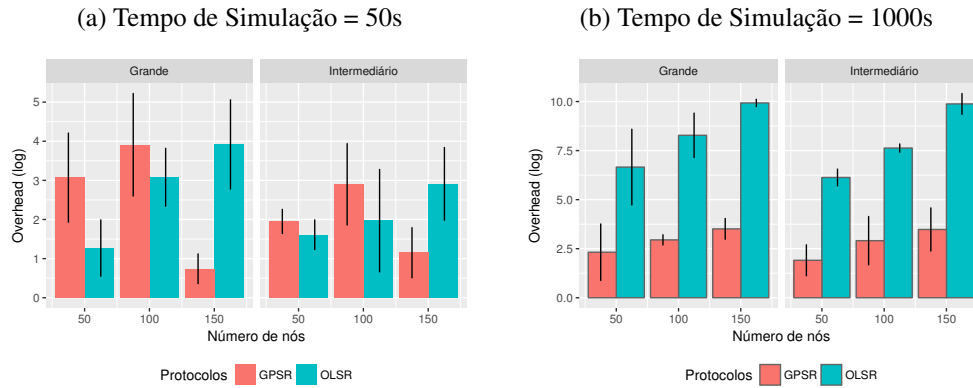 (a) Tempo de Simulação = 50s
Grande
Intermediário
Overhead (log)
5
4
3
2
1
0
50
100
150
50
100
150
Número de nós
Protocolos
GPSR
OLSR
(b) Tempo de Simulação = 1000s
Grande
Intermediário
Overhead (log)
10.0
7.5
5.0
2.5
0.0
50
100
150
50
100
150
Número de nós
Protocolos
GPSR
OLSR